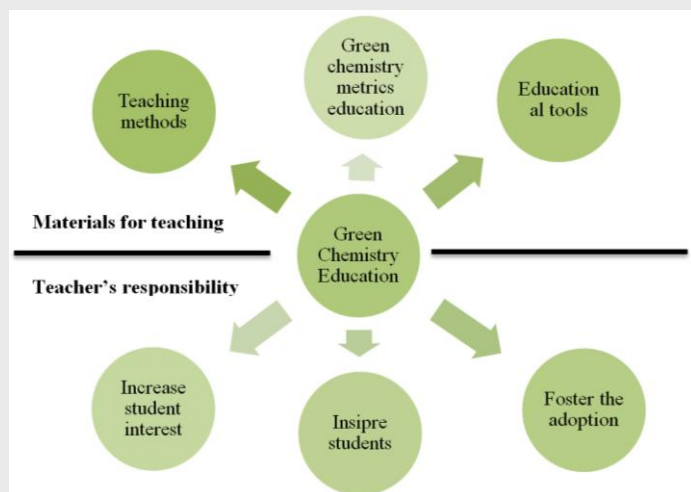 Green
chemistry
metrics
education
Teaching
methods
Education
al tools
Materials for teaching
Green
Chemistry
Education
Teacher's responsibility
Increase
student
interest
Insipre
students
Foster the
adoption